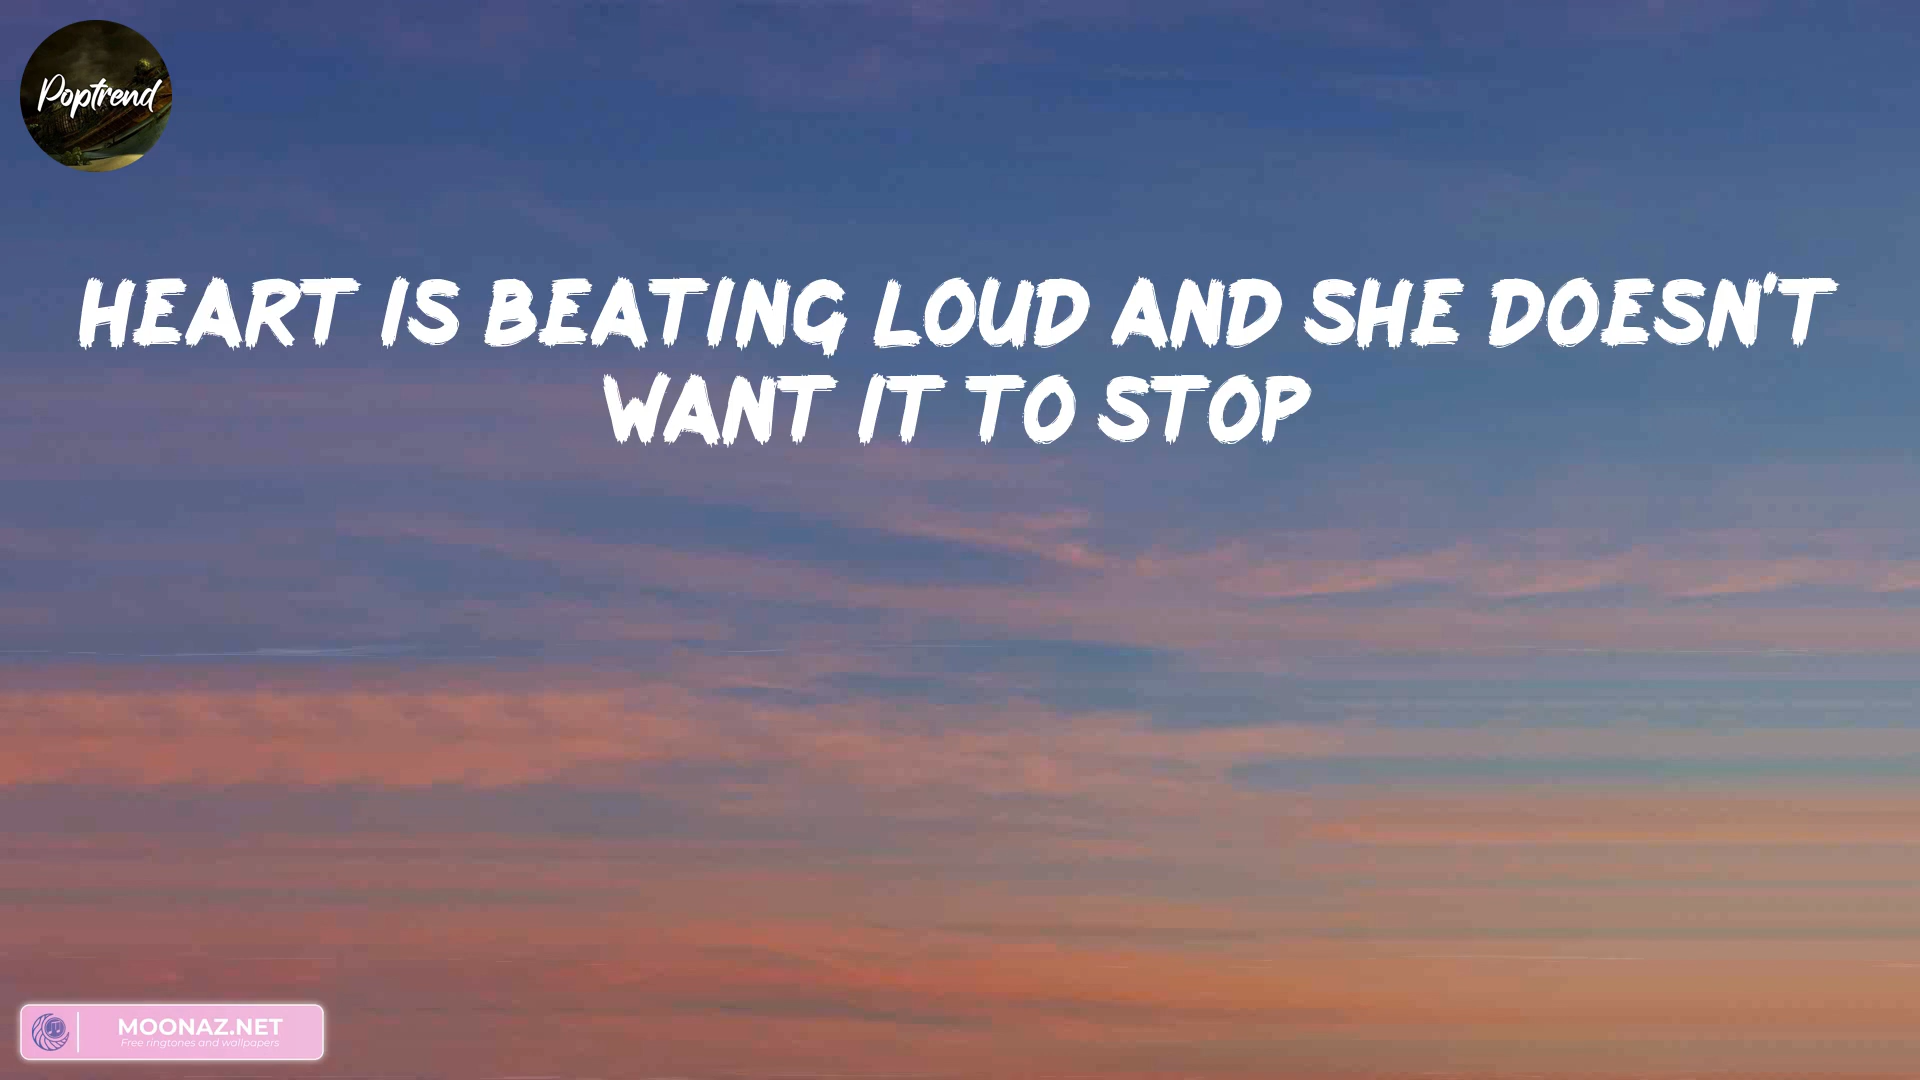 Poptrend
HEART IS BEATING LOUD AND SHE DOESN'T
WANT IT TO STOP
MOONAZ.NET
Free ringtones and wallpapers